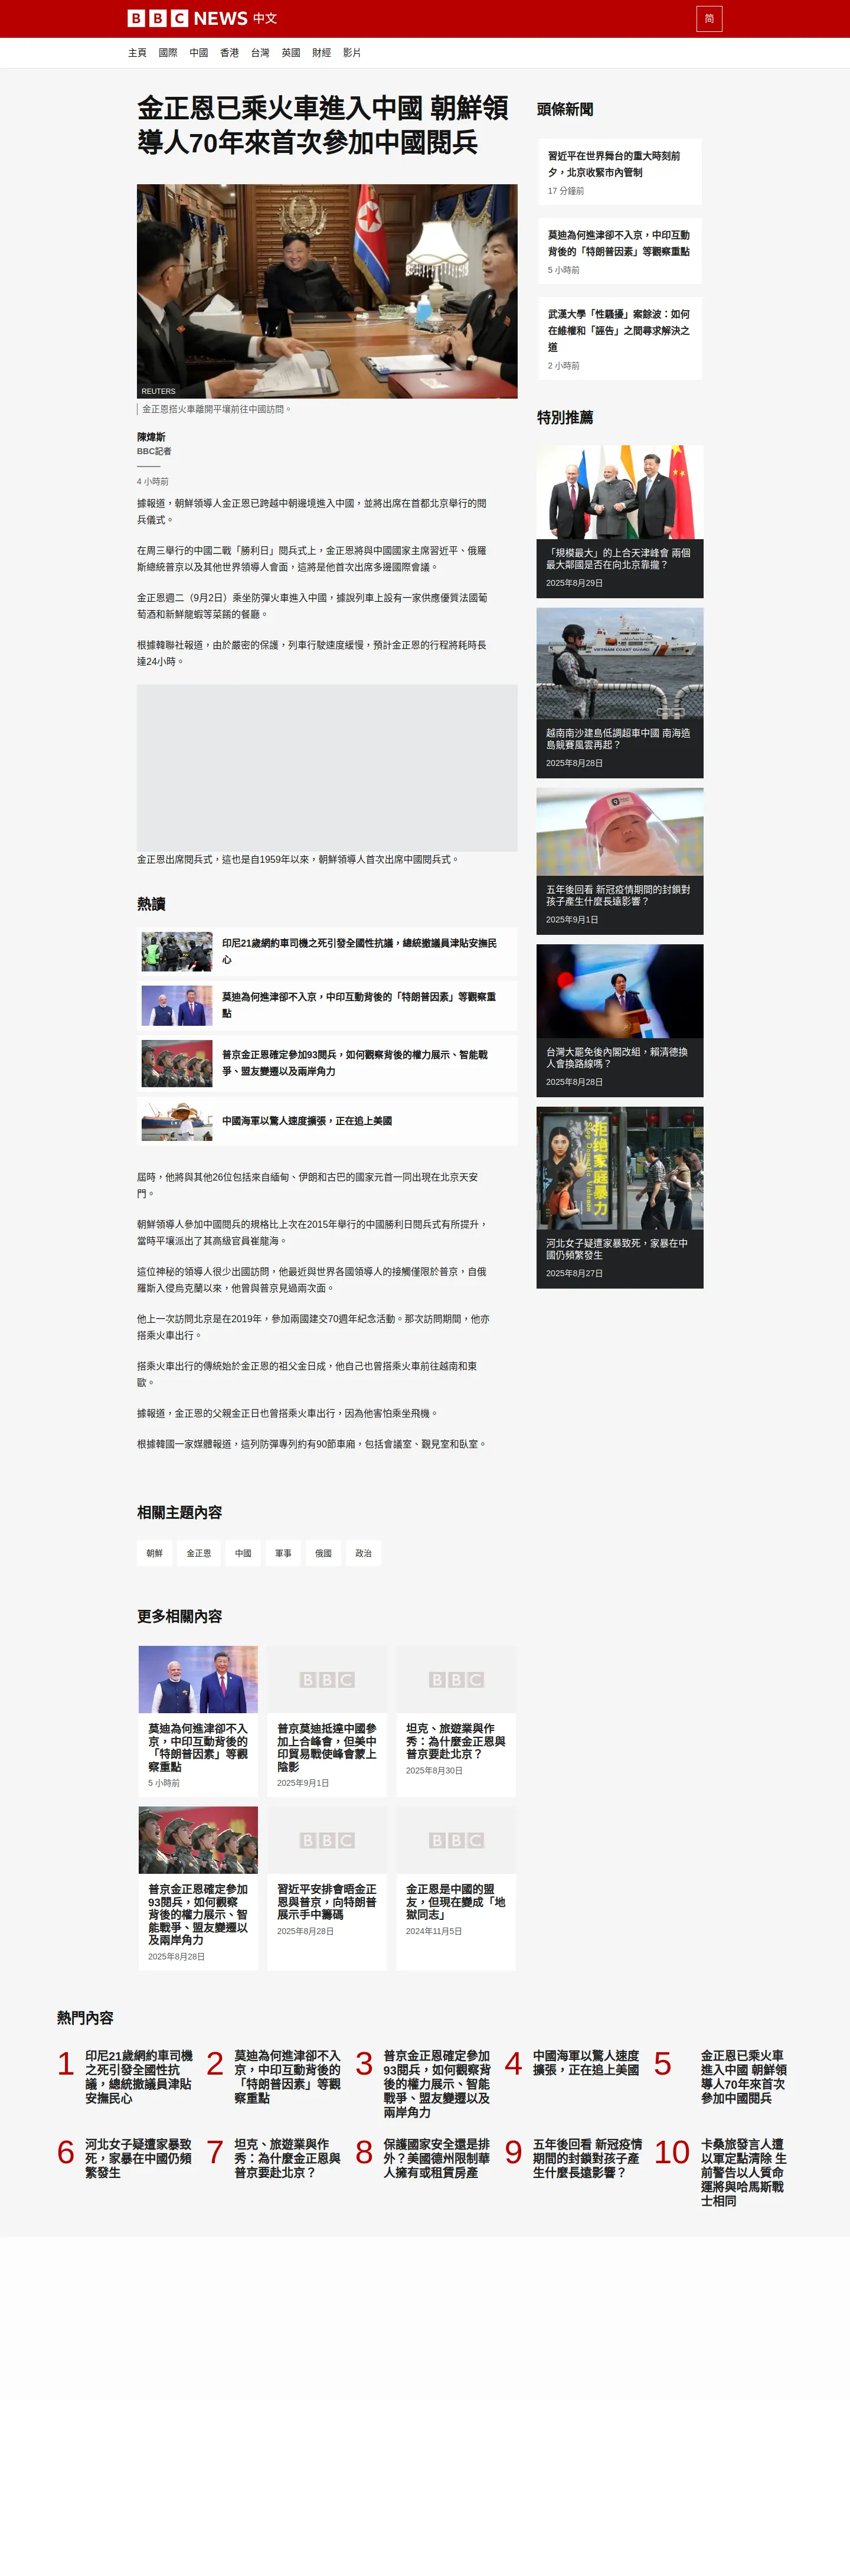 BBC NEWS 中文
简
主頁 國際 中國 香港 台灣 英國 財經 影片
金正恩已乘火車進入中國 朝鮮領
導人70年來首次參加中國閱兵
REUTERS
金正恩搭火車離開平壤前往中國訪問。
陳煒斯
BBC記者
4 小時前
據報道，朝鮮領導人金正恩已跨越中朝邊境進入中國，並將出席在首都北京舉行的閱
兵儀式。
在周三舉行的中國二戰「勝利日」閱兵式上，金正恩將與中國國家主席習近平、俄羅
斯總統普京以及其他世界領導人會面，這將是他首次出席多邊國際會議。
金正恩週二（9月2日）乘坐防彈火車進入中國，據說列車上設有一家供應優質法國葡
萄酒和新鮮龍蝦等菜餚的餐廳。
根據韓聯社報道，由於嚴密的保護，列車行駛速度緩慢，預計金正恩的行程將耗時長
達24小時。
金正恩出席閱兵式，這也是自1959年以來，朝鮮領導人首次出席中國閱兵式。
熱讀
印尼21歲網約車司機之死引發全國性抗議，總統撤議員津貼安撫民
心
莫迪為何進津卻不入京，中印互動背後的「特朗普因素」等觀察重
點
普京金正恩確定參加93閱兵，如何觀察背後的權力展示、智能戰
爭、盟友變遷以及兩岸角力
中國海軍以驚人速度擴張，正在追上美國
屆時，他將與其他26位包括來自緬甸、伊朗和古巴的國家元首一同出現在北京天安
門。
朝鮮領導人參加中國閱兵的規格比上次在2015年舉行的中國勝利日閱兵式有所提升，
當時平壤派出了其高級官員崔龍海。
這位神秘的領導人很少出國訪問，他最近與世界各國領導人的接觸僅限於普京，自俄
羅斯入侵烏克蘭以來，他曾與普京見過兩次面。
他上一次訪問北京是在2019年，參加兩國建交70週年紀念活動。那次訪問期間，他亦
搭乘火車出行。
搭乘火車出行的傳統始於金正恩的祖父金日成，他自己也曾搭乘火車前往越南和東
歐。
據報道，金正恩的父親金正日也曾搭乘火車出行，因為他害怕乘坐飛機。
根據韓國一家媒體報道，這列防彈專列約有90節車廂，包括會議室、覲見室和臥室。
相關主題內容
朝鮮 金正恩 中國 軍事 俄國 政治
更多相關內容
莫迪為何進津卻不入
京，中印互動背後的
「特朗普因素」等觀
察重點
5 小時前
BBC
普京莫迪抵達中國參
加上合峰會，但美中
印貿易戰使峰會蒙上
陰影
2025年9月1日
BBC
坦克、旅遊業與作
秀：為什麼金正恩與
普京要赴北京？
2025年8月30日
普京金正恩確定參加
93閱兵，如何觀察
背後的權力展示、智
能戰爭、盟友變遷以
及兩岸角力
2025年8月28日
BBC
習近平安排會晤金正
恩與普京，向特朗普
展示手中籌碼
2025年8月28日
BBC
金正恩是中國的盟
友，但現在變成「地
獄同志」
2024年11月5日
頭條新聞
習近平在世界舞台的重大時刻前
夕，北京收緊市內管制
17 分鐘前
莫迪為何進津卻不入京，中印互動
背後的「特朗普因素」等觀察重點
5 小時前
武漢大學「性騷擾」案餘波：如何
在維權和「誣告」之間尋求解決之
道
2 小時前
特別推薦
「規模最大」的上合天津峰會 兩個
最大鄰國是否在向北京靠攏？
2025年8月29日
VIETNAM COAST GUARD
越南南沙建島低調超車中國 南海造
島競賽風雲再起？
2025年8月28日
五年後回看 新冠疫情期間的封鎖對
孩子產生什麼長遠影響？
2025年9月1日
台灣大罷免後內閣改組，賴清德換
人會換路線嗎？
2025年8月28日
拒绝家庭暴力
河北女子疑遭家暴致死，家暴在中
國仍頻繁發生
2025年8月27日
熱門內容
1
印尼21歲網約車司機
之死引發全國性抗
議，總統撤議員津貼
安撫民心
2
莫迪為何進津卻不入
京，中印互動背後的
「特朗普因素」等觀
察重點
3
普京金正恩確定參加
93閱兵，如何觀察背
後的權力展示、智能
戰爭、盟友變遷以及
兩岸角力
4
中國海軍以驚人速度
擴張，正在追上美國
5
金正恩已乘火車
進入中國 朝鮮領
導人70年來首次
參加中國閱兵
6
河北女子疑遭家暴致
死，家暴在中國仍頻
繁發生
7
坦克、旅遊業與作
秀：為什麼金正恩與
普京要赴北京？
8
保護國家安全還是排
外？美國德州限制華
人擁有或租賃房產
9
五年後回看 新冠疫情
期間的封鎖對孩子產
生什麼長遠影響？
10
卡桑旅發言人遭
以軍定點清除 生
前警告以人質命
運將與哈馬斯戰
士相同